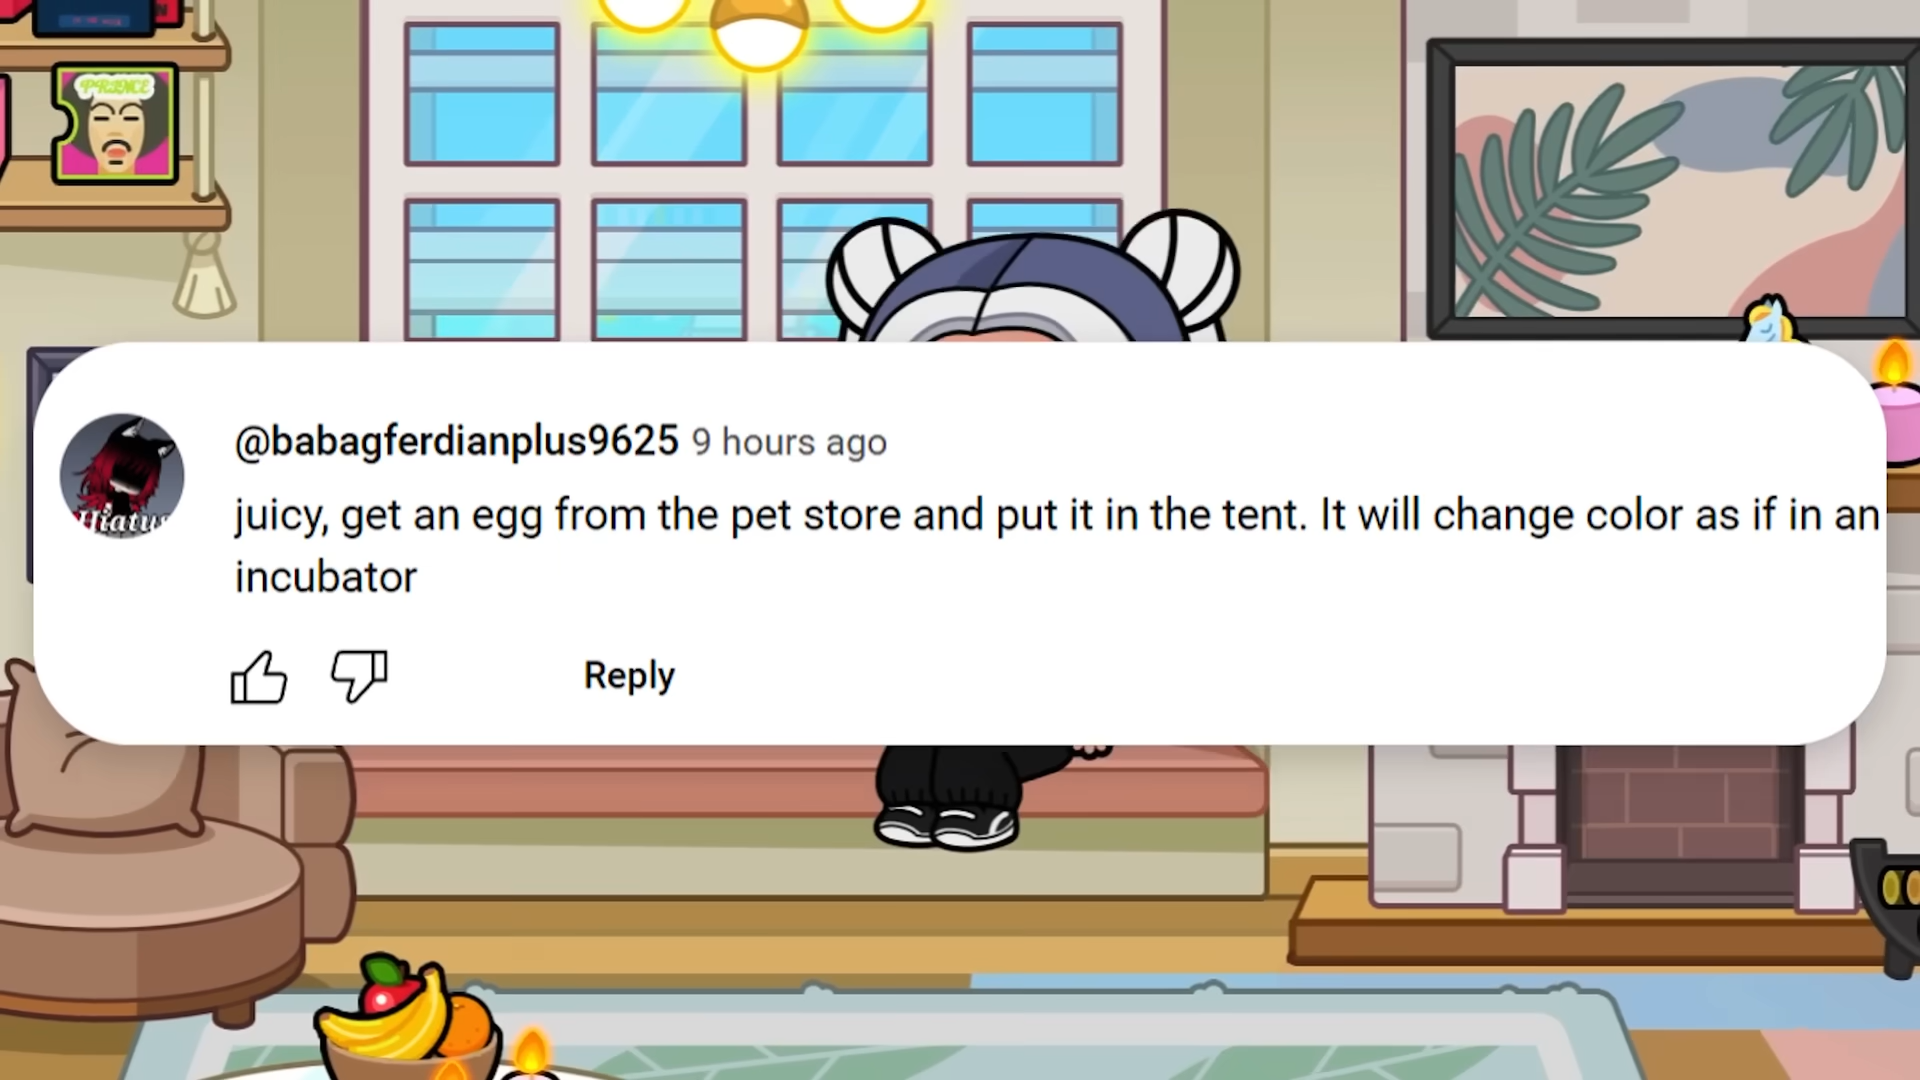 PRINCE
@babagferdianplus9625 9 hours ago
juicy, get an egg from the pet store and put it in the tent. It will change color as if in an
incubator
Hiatus
Reply